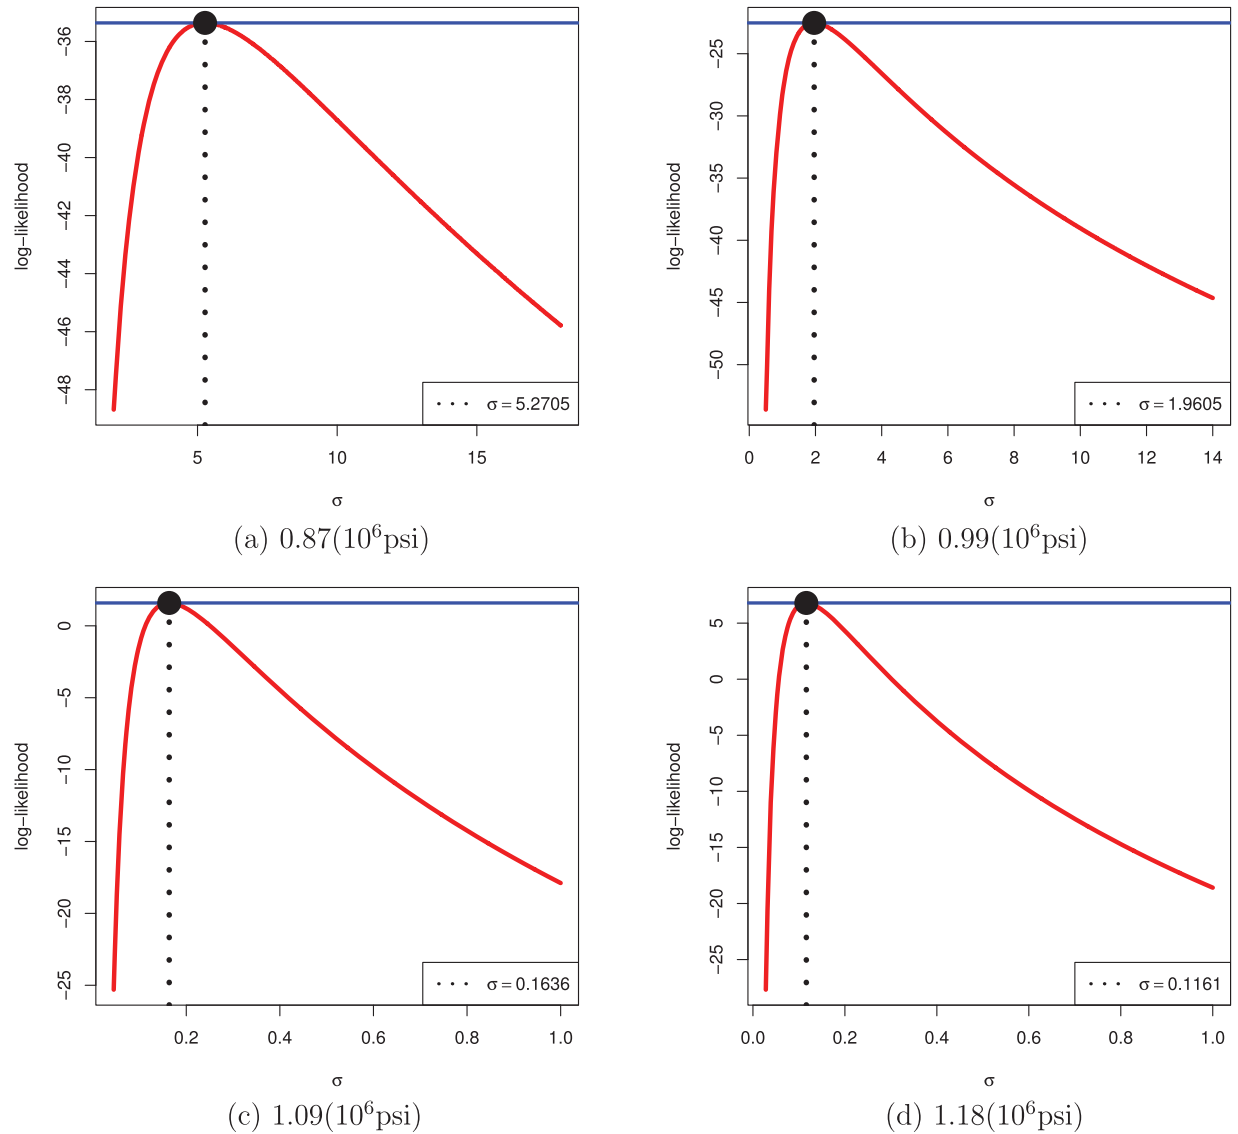 log−likelihood
−36
−38
−40
−42
−44
−46
−48
5 10 15
σ
σ = 5.2705
(a) 0.87(10⁶psi)
log−likelihood
−25
−30
−35
−40
−45
−50
0 2 4 6 8 10 12 14
σ
σ = 1.9605
(b) 0.99(10⁶psi)
log−likelihood
0
−5
−10
−15
−20
−25
0.2 0.4 0.6 0.8 1.0
σ
σ = 0.1636
(c) 1.09(10⁶psi)
log−likelihood
5
0
−5
−10
−15
−20
−25
0.0 0.2 0.4 0.6 0.8 1.0
σ
σ = 0.1161
(d) 1.18(10⁶psi)